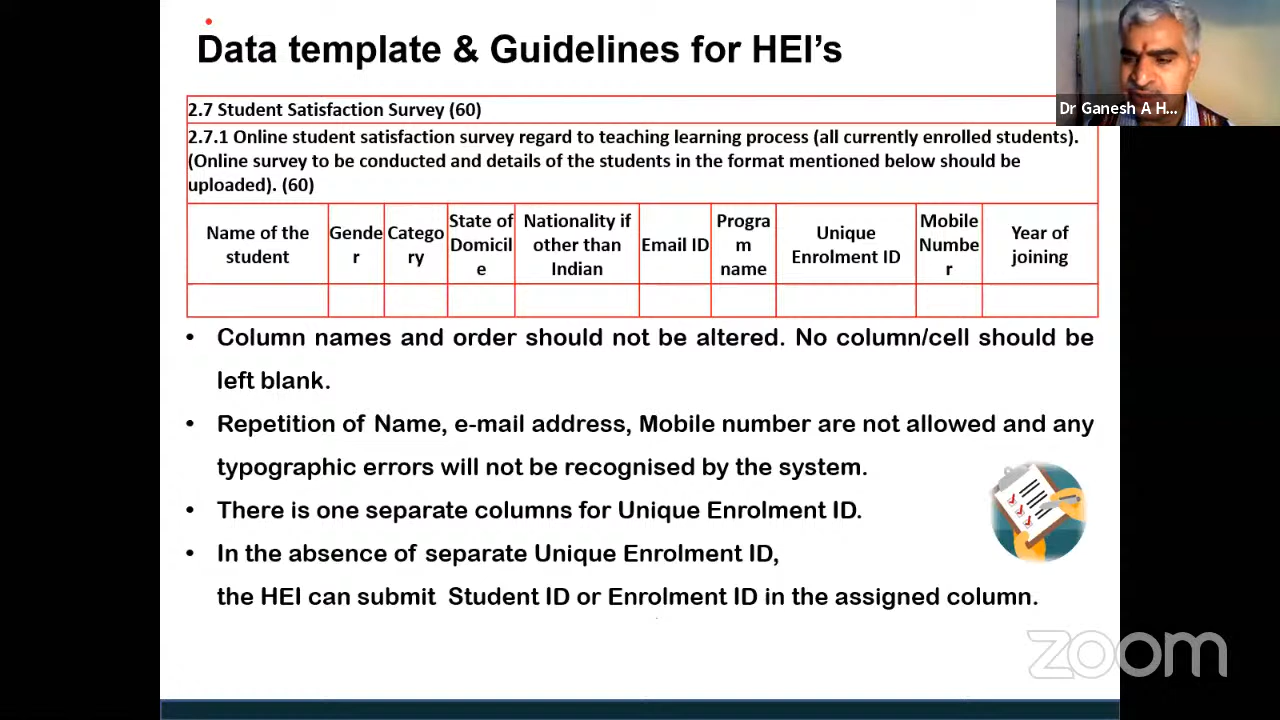 Data template & Guidelines for HEI's
Dr Ganesh A H...
2.7 Student Satisfaction Survey (60)
2.7.1 Online student satisfaction survey regard to teaching learning process (all currently enrolled students).
(Online survey to be conducted and details of the students in the format mentioned below should be
uploaded). (60)
Name of the
student
Gende
r
Catego
ry
State of
Domicil
e
Nationality if
other than
Indian
Email ID
Progra
m
name
Unique
Enrolment ID
Mobile
Numbe
r
Year of
joining
• Column names and order should not be altered. No column/cell should be
left blank.
• Repetition of Name, e-mail address, Mobile number are not allowed and any
typographic errors will not be recognised by the system.
• There is one separate columns for Unique Enrolment ID.
• In the absence of separate Unique Enrolment ID,
the HEI can submit Student ID or Enrolment ID in the assigned column.
zoom